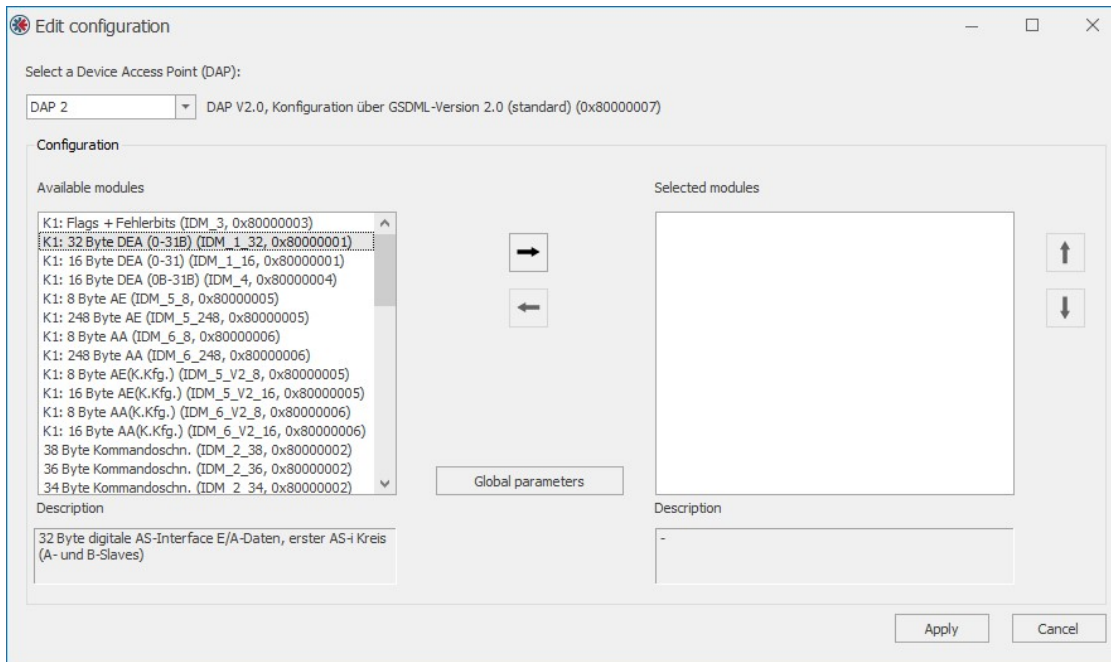 Edit configuration
Select a Device Access Point (DAP):
DAP 2
DAP V2.0, Konfiguration über GSDML-Version 2.0 (standard) (0x80000007)
Configuration
Available modules
Selected modules
K1: Flags + Fehlerbits (IDM_3, 0x80000003)
K1: 32 Byte DEA (0-31B) (IDM_1_32, 0x80000001)
K1: 16 Byte DEA (0-31) (IDM_1_16, 0x80000001)
K1: 16 Byte DEA (0B-31B) (IDM_4, 0x80000004)
K1: 8 Byte AE (IDM_5_8, 0x80000005)
K1: 248 Byte AE (IDM_5_248, 0x80000005)
K1: 8 Byte AA (IDM_6_8, 0x80000006)
K1: 248 Byte AA (IDM_6_248, 0x80000006)
K1: 8 Byte AE(K.Kfg.) (IDM_5_V2_8, 0x80000005)
K1: 16 Byte AE(K.Kfg.) (IDM_5_V2_16, 0x80000005)
K1: 8 Byte AA(K.Kfg.) (IDM_6_V2_8, 0x80000006)
K1: 16 Byte AA(K.Kfg.) (IDM_6_V2_16, 0x80000006)
38 Byte Kommandoschn. (IDM_2_38, 0x80000002)
36 Byte Kommandoschn. (IDM_2_36, 0x80000002)
34 Byte Kommandoschn. (IDM_2_34, 0x80000002)
Global parameters
Description
32 Byte digitale AS-Interface E/A-Daten, erster AS-i Kreis
(A- und B-Slaves)
Description
-
Apply
Cancel